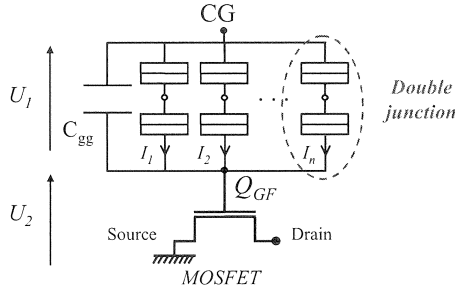 CG
U1
Cgg
I1
I2
. . .
In
Double
junction
U2
QGF
Source
Drain
MOSFET